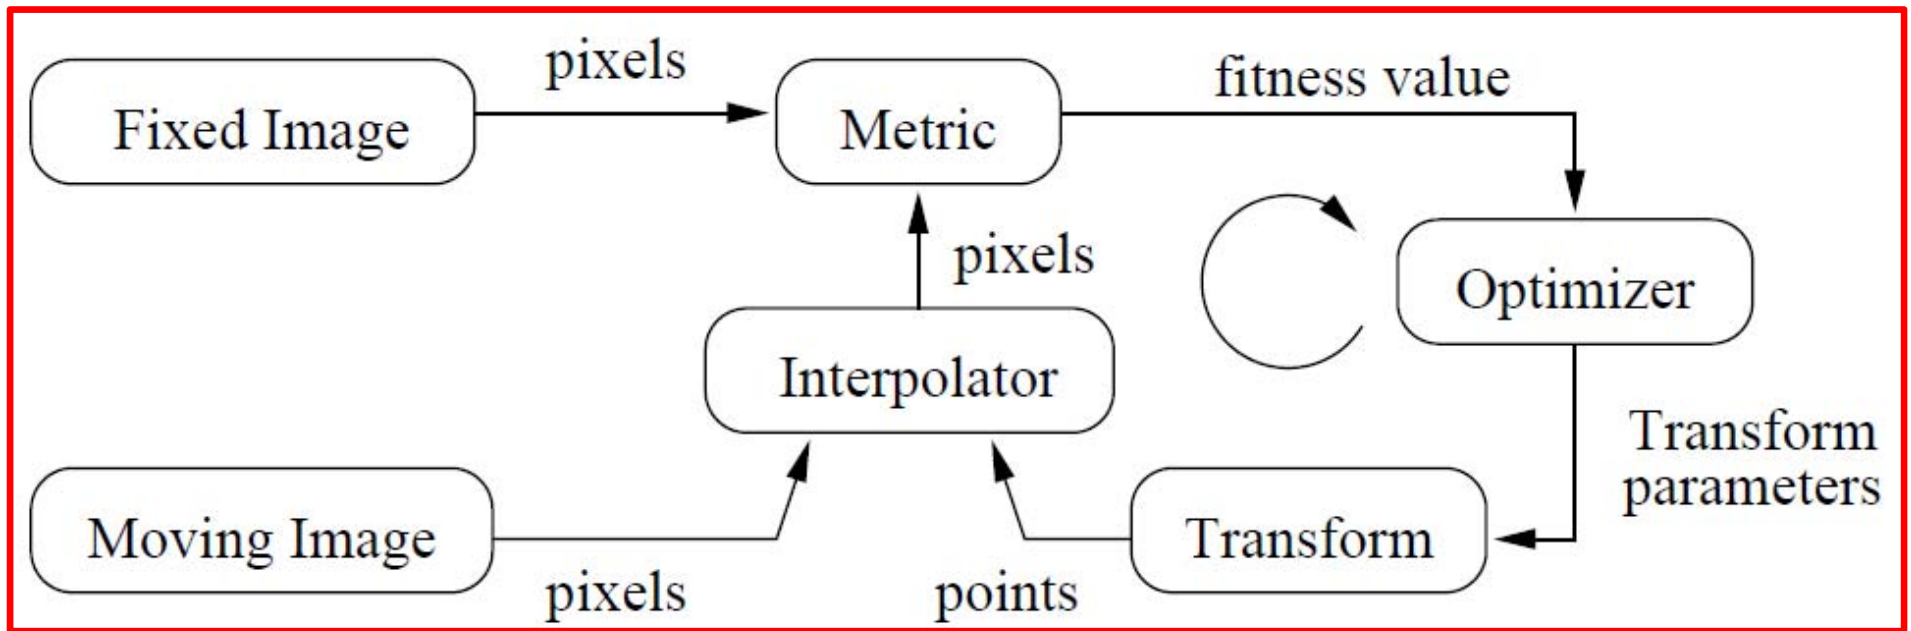 pixels
fitness value
Fixed Image
Metric
pixels
Optimizer
Interpolator
Transform
parameters
Moving Image
Transform
pixels
points